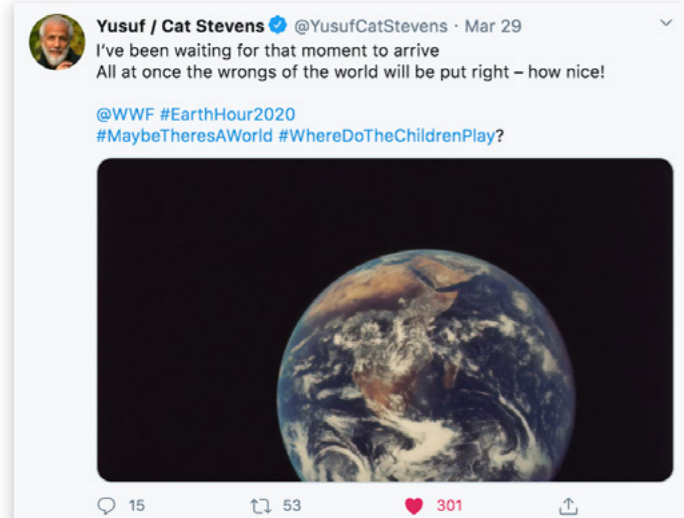 Yusuf / Cat Stevens @YusufCatStevens · Mar 29
I've been waiting for that moment to arrive
All at once the wrongs of the world will be put right – how nice!
@WWF #EarthHour2020
#MaybeTheresAWorld #WhereDoTheChildrenPlay?
15 53 301